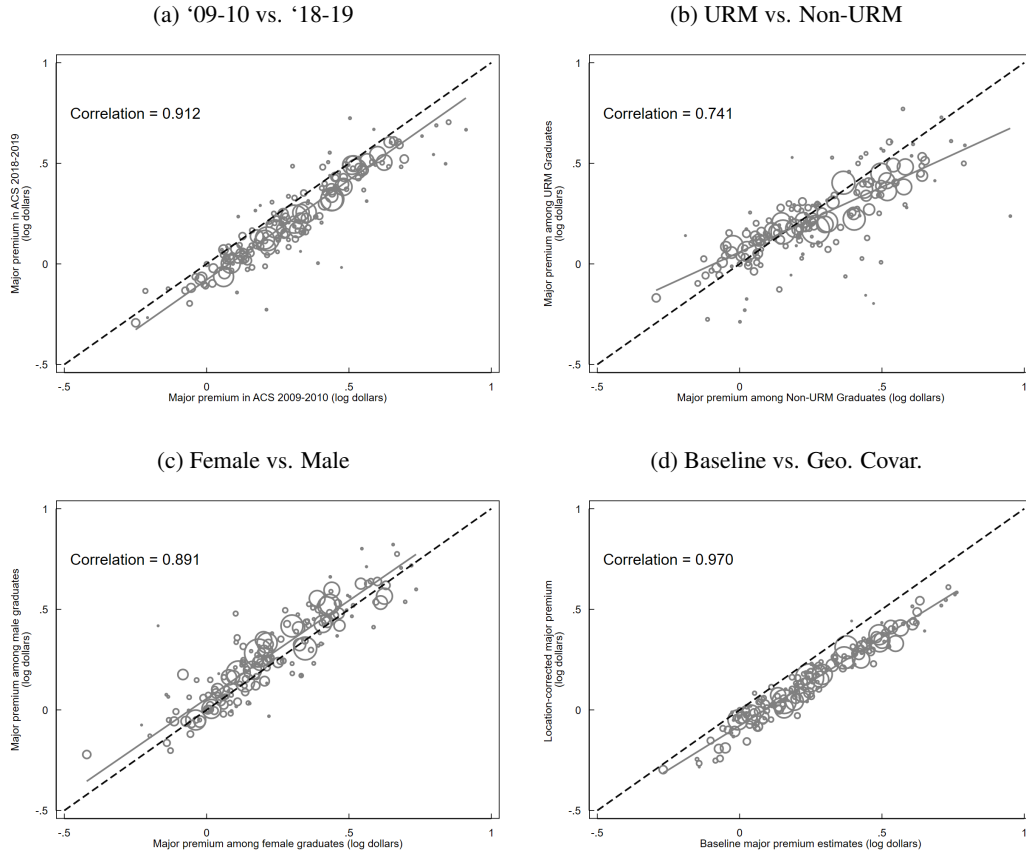 (a) ‘09-10 vs. ‘18-19
Correlation = 0.912
Major premium in ACS 2018-2019
(log dollars)
1
.5
0
-.5
-.5
0
.5
1
Major premium in ACS 2009-2010 (log dollars)
(b) URM vs. Non-URM
Correlation = 0.741
Major premium among URM Graduates
(log dollars)
1
.5
0
-.5
-.5
0
.5
1
Major premium among Non-URM Graduates (log dollars)
(c) Female vs. Male
Correlation = 0.891
Major premium among male graduates
(log dollars)
1
.5
0
-.5
-.5
0
.5
1
Major premium among female graduates (log dollars)
(d) Baseline vs. Geo. Covar.
Correlation = 0.970
Location-corrected major premium
(log dollars)
1
.5
0
-.5
-.5
0
.5
1
Baseline major premium estimates (log dollars)